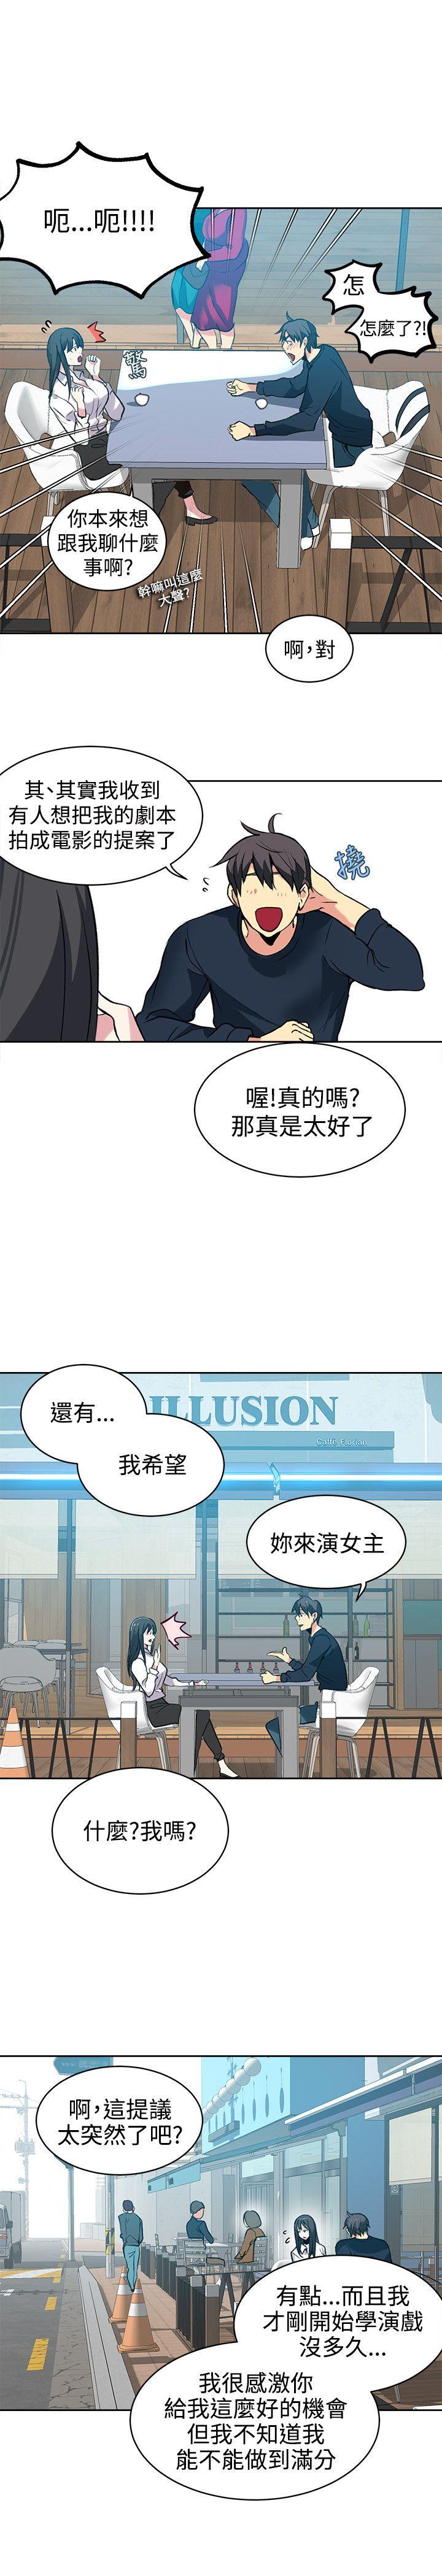 呃…呃!!!!
怎
怎麼了?!
驚
你本來想
跟我聊什麼
事啊?
幹嘛叫這麼
大聲?
啊,對
其、其實我收到
有人想把我的劇本
拍成電影的提案了
撓
喔!真的嗎?
那真是太好了
ILLUSION
Caffe Florian
還有…
我希望
妳來演女主
什麼?我嗎?
啊,這提議
太突然了吧?
有點…而且我
才剛開始學演戲
沒多久…
我很感激你
給我這麼好的機會
但我不知道我
能不能做到滿分